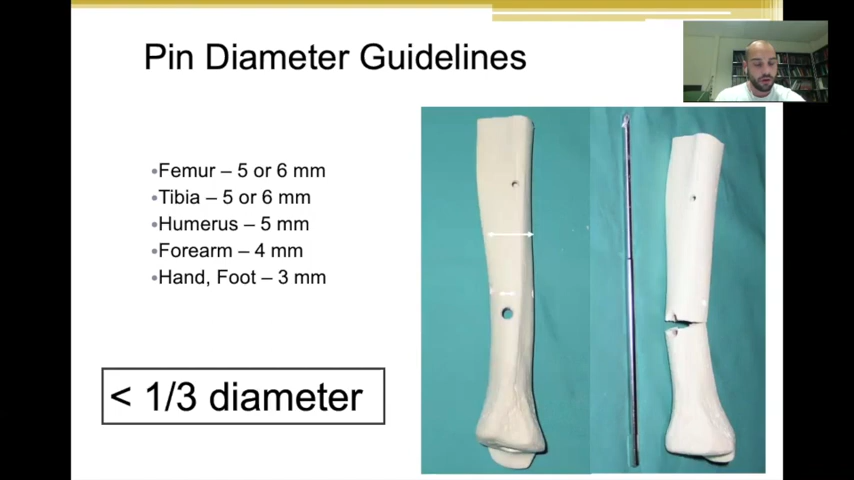 Pin Diameter Guidelines
•Femur – 5 or 6 mm
•Tibia – 5 or 6 mm
•Humerus – 5 mm
•Forearm – 4 mm
•Hand, Foot – 3 mm
< 1/3 diameter